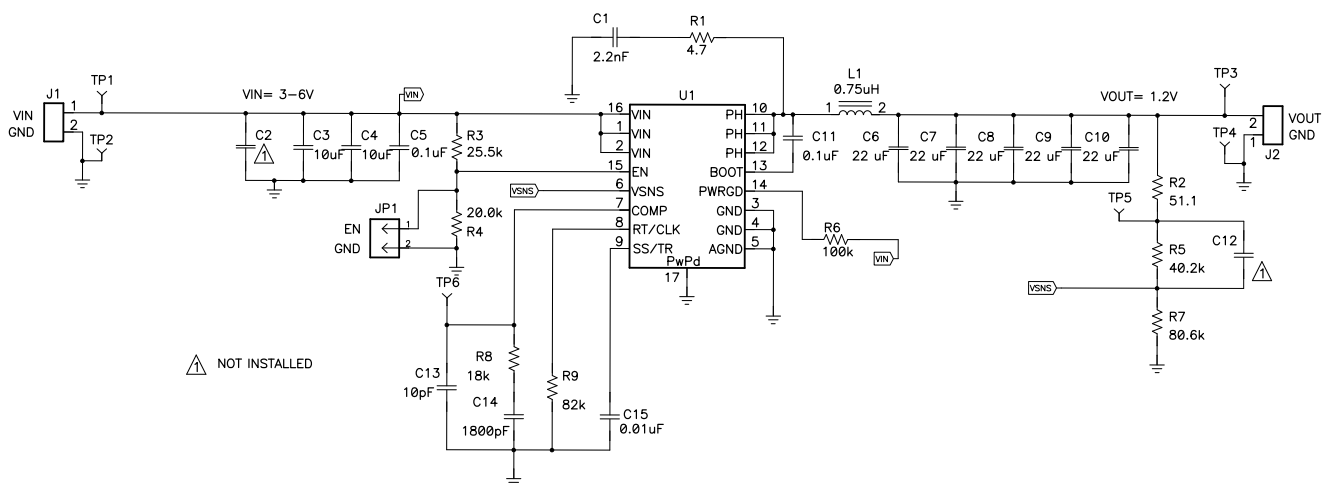 C1
2.2nF
R1
4.7
J1
VIN
GND
1
2
TP1
TP2
VIN= 3-6V
VIN
C2
1
C3
10uF
C4
10uF
C5
0.1uF
R3
25.5k
20.0k
R4
JP1
EN
GND
1
2
VSNS
U1
16
VIN
1
VIN
2
VIN
15
EN
6
VSNS
7
COMP
8
RT/CLK
9
SS/TR
PwPd
17
PH
10
PH
11
PH
12
BOOT
13
PWRGD
14
GND
3
GND
4
AGND
5
C11
0.1uF
L1
0.75uH
1
2
R6
100k
VIN
C6
22 uF
C7
22 uF
C8
22 uF
C9
22 uF
C10
22 uF
VOUT= 1.2V
TP3
TP4
2
1
VOUT
GND
J2
R2
51.1
TP5
R5
40.2k
C12
1
VSNS
R7
80.6k
TP6
C13
10pF
R8
18k
C14
1800pF
R9
82k
C15
0.01uF
1 NOT INSTALLED